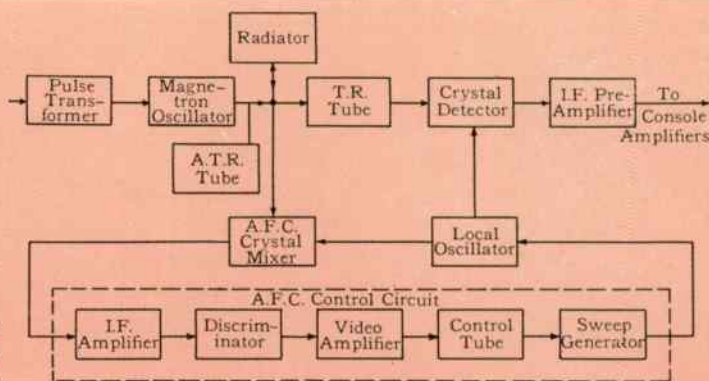 Radiator
Pulse
Trans-
former
Magne-
tron
Oscillator
T.R.
Tube
Crystal
Detector
I.F. Pre-
Amplifier
To
Console
Amplifiers
A.T.R.
Tube
A.F.C.
Crystal
Mixer
Local
Oscillator
A.F.C. Control Circuit
I.F.
Amplifier
Discrim-
inator
Video
Amplifier
Control
Tube
Sweep
Generator